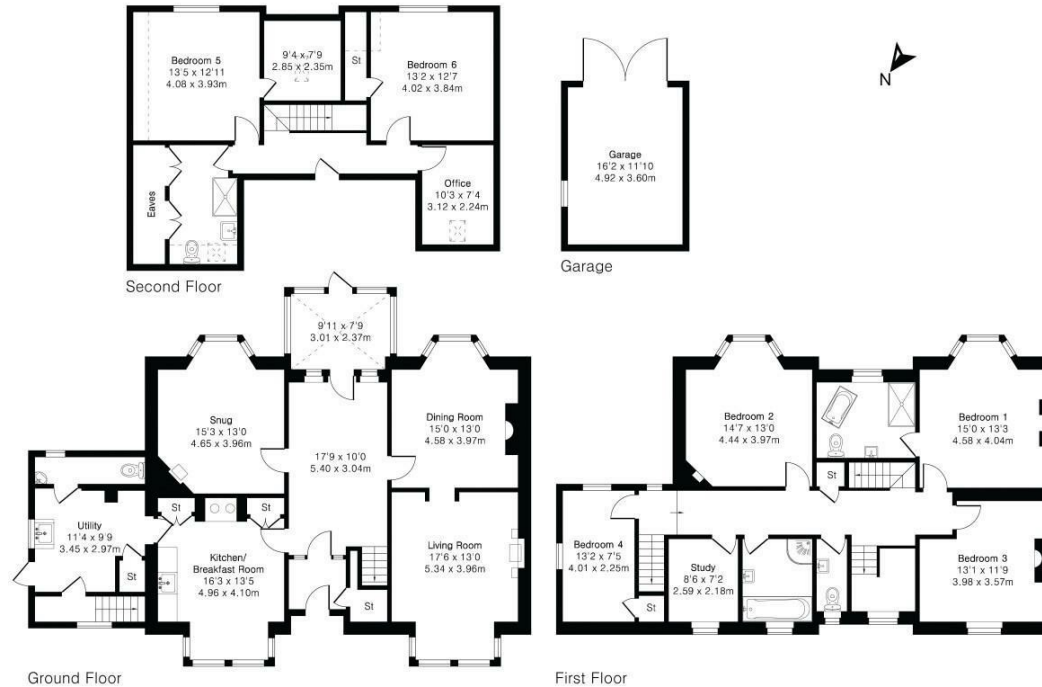 Bedroom 5
13'5 x 12'11
4.08 x 3.93m
9'4 x 7'9
2.85 x 2.35m
St
Bedroom 6
13'2 x 12'7
4.02 x 3.84m
Eaves
Office
10'3 x 7'4
3.12 x 2.24m
Second Floor
Garage
16'2 x 11'10
4.92 x 3.60m
Garage
N
9'11 x 7'9
3.01 x 2.37m
Snug
15'3 x 13'0
4.65 x 3.96m
17'9 x 10'0
5.40 x 3.04m
Dining Room
15'0 x 13'0
4.58 x 3.97m
Utility
11'4 x 9'9
3.45 x 2.97m
St
St
St
Kitchen/
Breakfast Room
16'3 x 13'5
4.96 x 4.10m
St
Living Room
17'6 x 13'0
5.34 x 3.96m
Ground Floor
Bedroom 2
14'7 x 13'0
4.44 x 3.97m
Bedroom 1
15'0 x 13'3
4.58 x 4.04m
St
Bedroom 4
13'2 x 7'5
4.01 x 2.25m
St
Study
8'6 x 7'2
2.59 x 2.18m
Bedroom 3
13'1 x 11'9
3.98 x 3.57m
First Floor